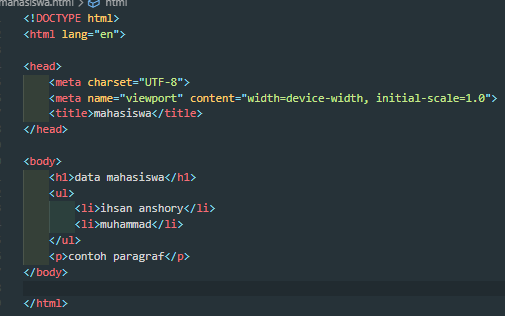 mahasiswa.html > html
<!DOCTYPE html>
<html lang="en">
<head>
<meta charset="UTF-8">
<meta name="viewport" content="width=device-width, initial-scale=1.0">
<title>mahasiswa</title>
</head>
<body>
<h1>data mahasiswa</h1>
<ul>
<li>ihsan anshory</li>
<li>muhammad</li>
</ul>
<p>contoh paragraf</p>
</body>
</html>